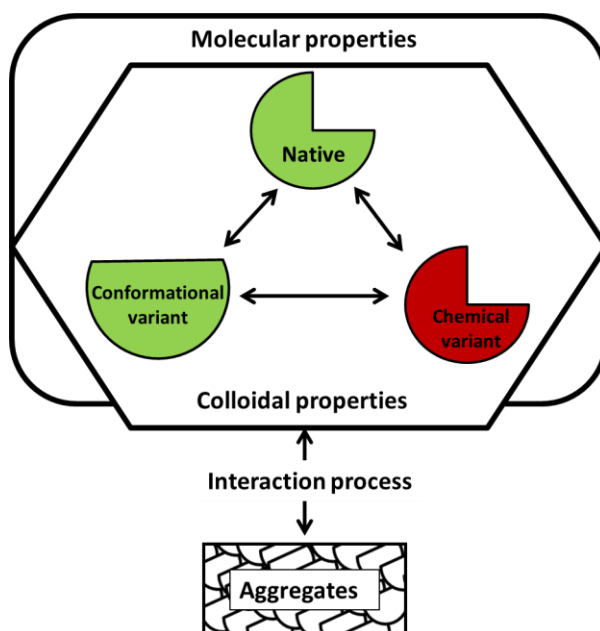 Molecular properties
Native
Conformational
variant
Chemical
variant
Colloidal properties
Interaction process
Aggregates